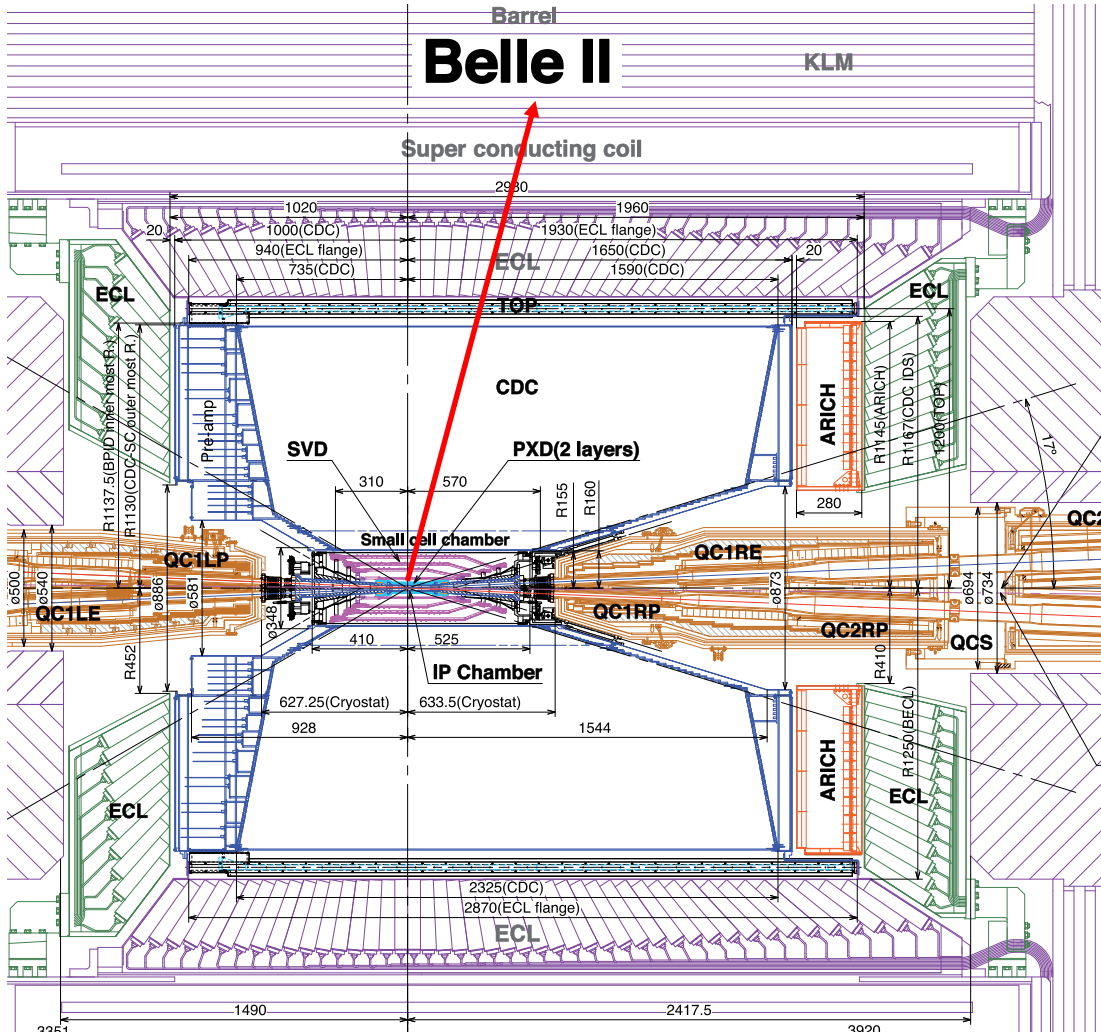 Barrel
Belle II
KLM
Super conducting coil
2980
1020
1960
20
1000(CDC)
1930(ECL flange)
940(ECL flange)
1650(CDC)
20
ECL
735(CDC)
1590(CDC)
ECL
ECL
TOP
R1137.5(BPID inner most R.)
R1130(CDC-SC outer most R.)
Pre-amp
CDC
ARICH
R1145(ARICH)
R1167(CDC IDS)
1200(TOP)
17°
SVD
PXD(2 layers)
310
570
R155
R160
280
Small cell chamber
QC1LP
QC1RE
QC2
ø500
ø540
ø886
ø581
ø348
ø873
ø694
ø734
QC1LE
QC1RP
QC2RP
QCS
410
525
R452
R410
IP Chamber
627.25(Cryostat)
633.5(Cryostat)
928
1544
R1250(BECL)
ECL
ARICH
ECL
2325(CDC)
2870(ECL flange)
ECL
1490
2417.5
3351
3920